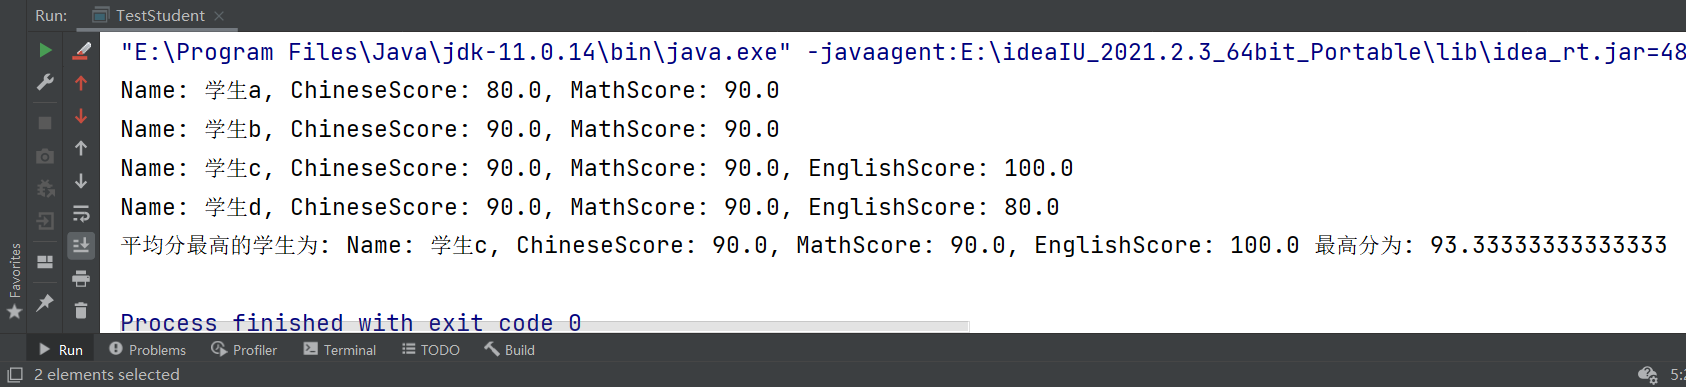 Run: TestStudent
"E:\Program Files\Java\jdk-11.0.14\bin\java.exe" -javaagent:E:\ideaIU_2021.2.3_64bit_Portable\lib\idea_rt.jar=48
Name: 学生a, ChineseScore: 80.0, MathScore: 90.0
Name: 学生b, ChineseScore: 90.0, MathScore: 90.0
Name: 学生c, ChineseScore: 90.0, MathScore: 90.0, EnglishScore: 100.0
Name: 学生d, ChineseScore: 90.0, MathScore: 90.0, EnglishScore: 80.0
平均分最高的学生为: Name: 学生c, ChineseScore: 90.0, MathScore: 90.0, EnglishScore: 100.0 最高分为: 93.33333333333333
Process finished with exit code 0
Favorites
Run Problems Profiler Terminal TODO Build
2 elements selected